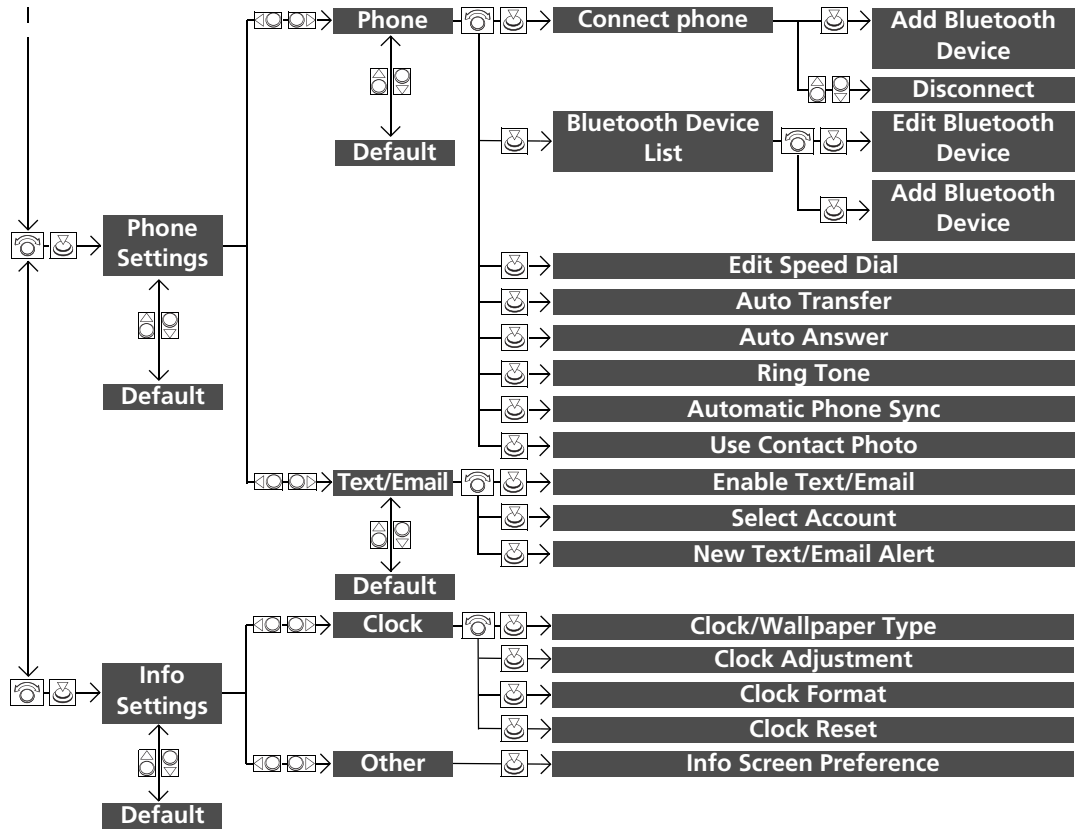 Phone
Connect phone
Add Bluetooth
Device
Disconnect
Default
Bluetooth Device
List
Edit Bluetooth
Device
Add Bluetooth
Device
Phone
Settings
Default
Edit Speed Dial
Auto Transfer
Auto Answer
Ring Tone
Automatic Phone Sync
Use Contact Photo
Text/Email
Enable Text/Email
Select Account
New Text/Email Alert
Default
Info
Settings
Default
Clock
Clock/Wallpaper Type
Clock Adjustment
Clock Format
Clock Reset
Other
Info Screen Preference